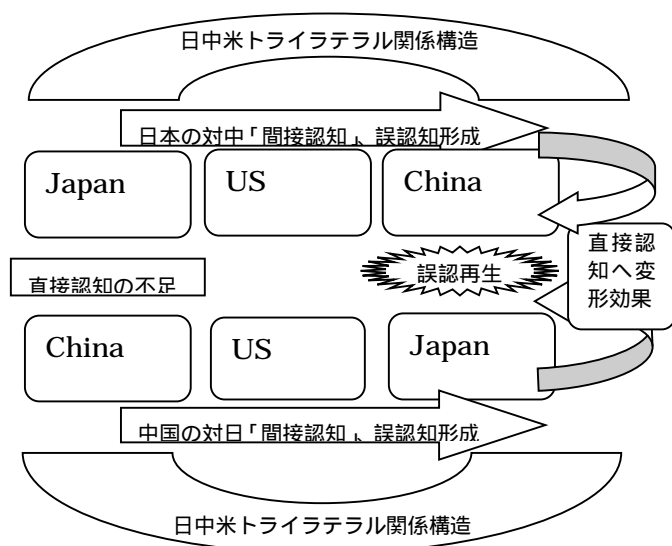 日中米トライラテラル関係構造
日本の対中「間接認知」、誤認知形成
Japan
US
China
直接認
知へ変
形効果
直接認知の不足
誤認再生
China
US
Japan
中国の対日「間接認知」、誤認知形成
日中米トライラテラル関係構造